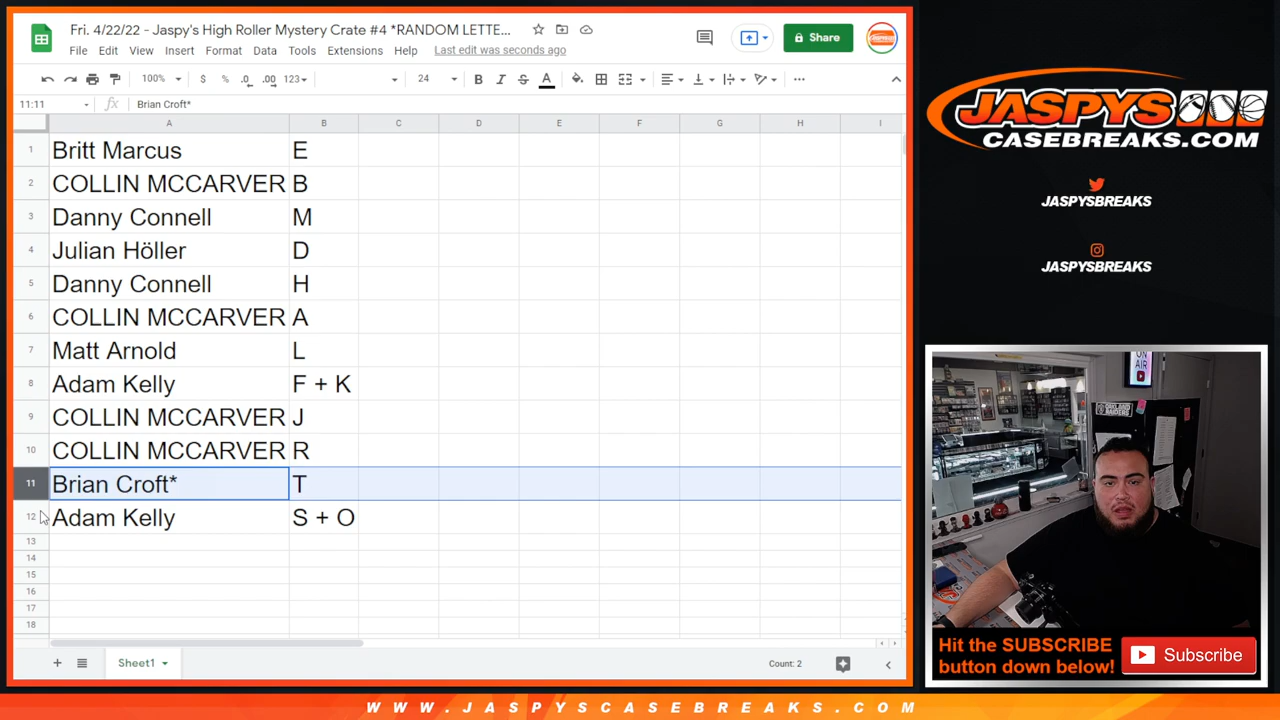 Fri. 4/22/22 - Jaspy's High Roller Mystery Crate #4 *RANDOM LETTE...
File Edit View Insert Format Data Tools Extensions Help Last edit was seconds ago
Share
100% $ % .0 .00 123 24 B I S A
11:11 fx Brian Croft*
A B C D E F G H I
1 Britt Marcus E
2 COLLIN MCCARVER B
3 Danny Connell M
4 Julian Höller D
5 Danny Connell H
6 COLLIN MCCARVER A
7 Matt Arnold L
8 Adam Kelly F + K
9 COLLIN MCCARVER J
10 COLLIN MCCARVER R
11 Brian Croft* T
12 Adam Kelly S + O
13
14
15
16
17
18
Sheet1
Count: 2
JASPYS
CASEBREAKS.COM
JASPYSBREAKS
JASPYSBREAKS
ON
AIR
Hit the SUBSCRIBE
button down below!
Subscribe
WWW.JASPYSCASEBREAKS.COM